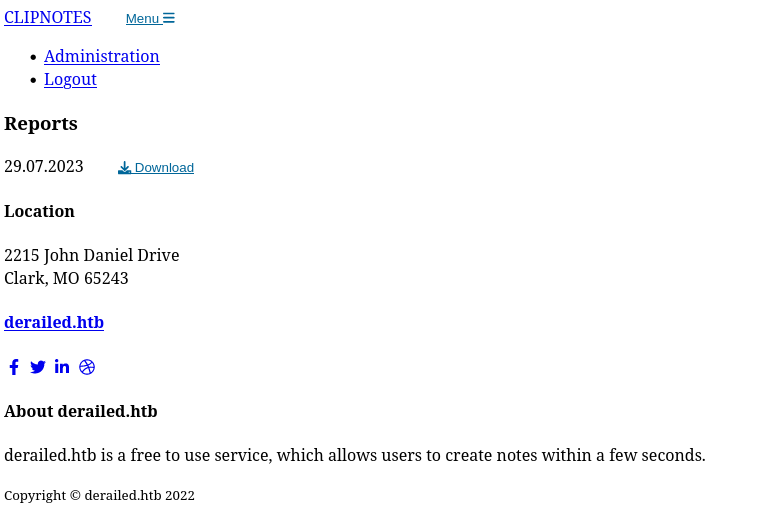 CLIPNOTES Menu
Administration
Logout
Reports
29.07.2023 Download
Location
2215 John Daniel Drive
Clark, MO 65243
derailed.htb
About derailed.htb
derailed.htb is a free to use service, which allows users to create notes within a few seconds.
Copyright © derailed.htb 2022